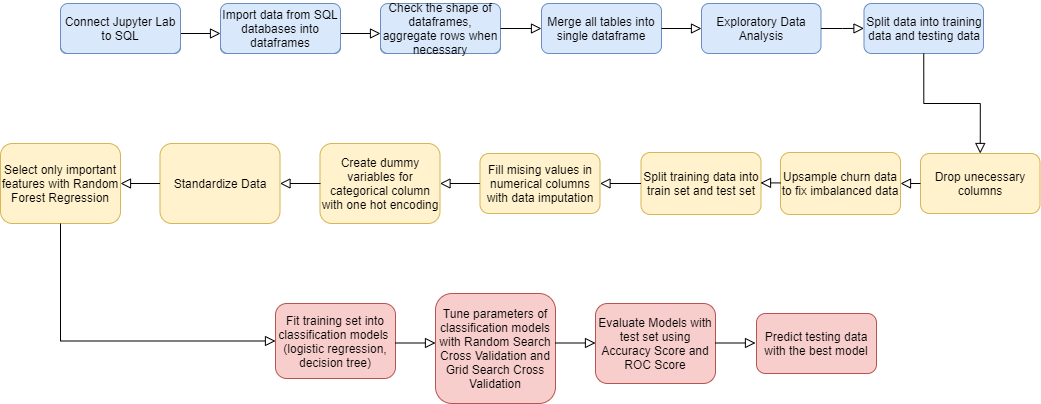 Connect Jupyter Lab
to SQL
Import data from SQL
databases into
dataframes
Check the shape of
dataframes,
aggregate rows when
necessary
Merge all tables into
single dataframe
Exploratory Data
Analysis
Split data into training
data and testing data
Drop unecessary
columns
Upsample churn data
to fix imbalanced data
Split training data into
train set and test set
Fill mising values in
numerical columns
with data imputation
Create dummy
variables for
categorical column
with one hot encoding
Standardize Data
Select only important
features with Random
Forest Regression
Fit training set into
classification models
(logistic regression,
decision tree)
Tune parameters of
classification models
with Random Search
Cross Validation and
Grid Search Cross
Validation
Evaluate Models with
test set using
Accuracy Score and
ROC Score
Predict testing data
with the best model